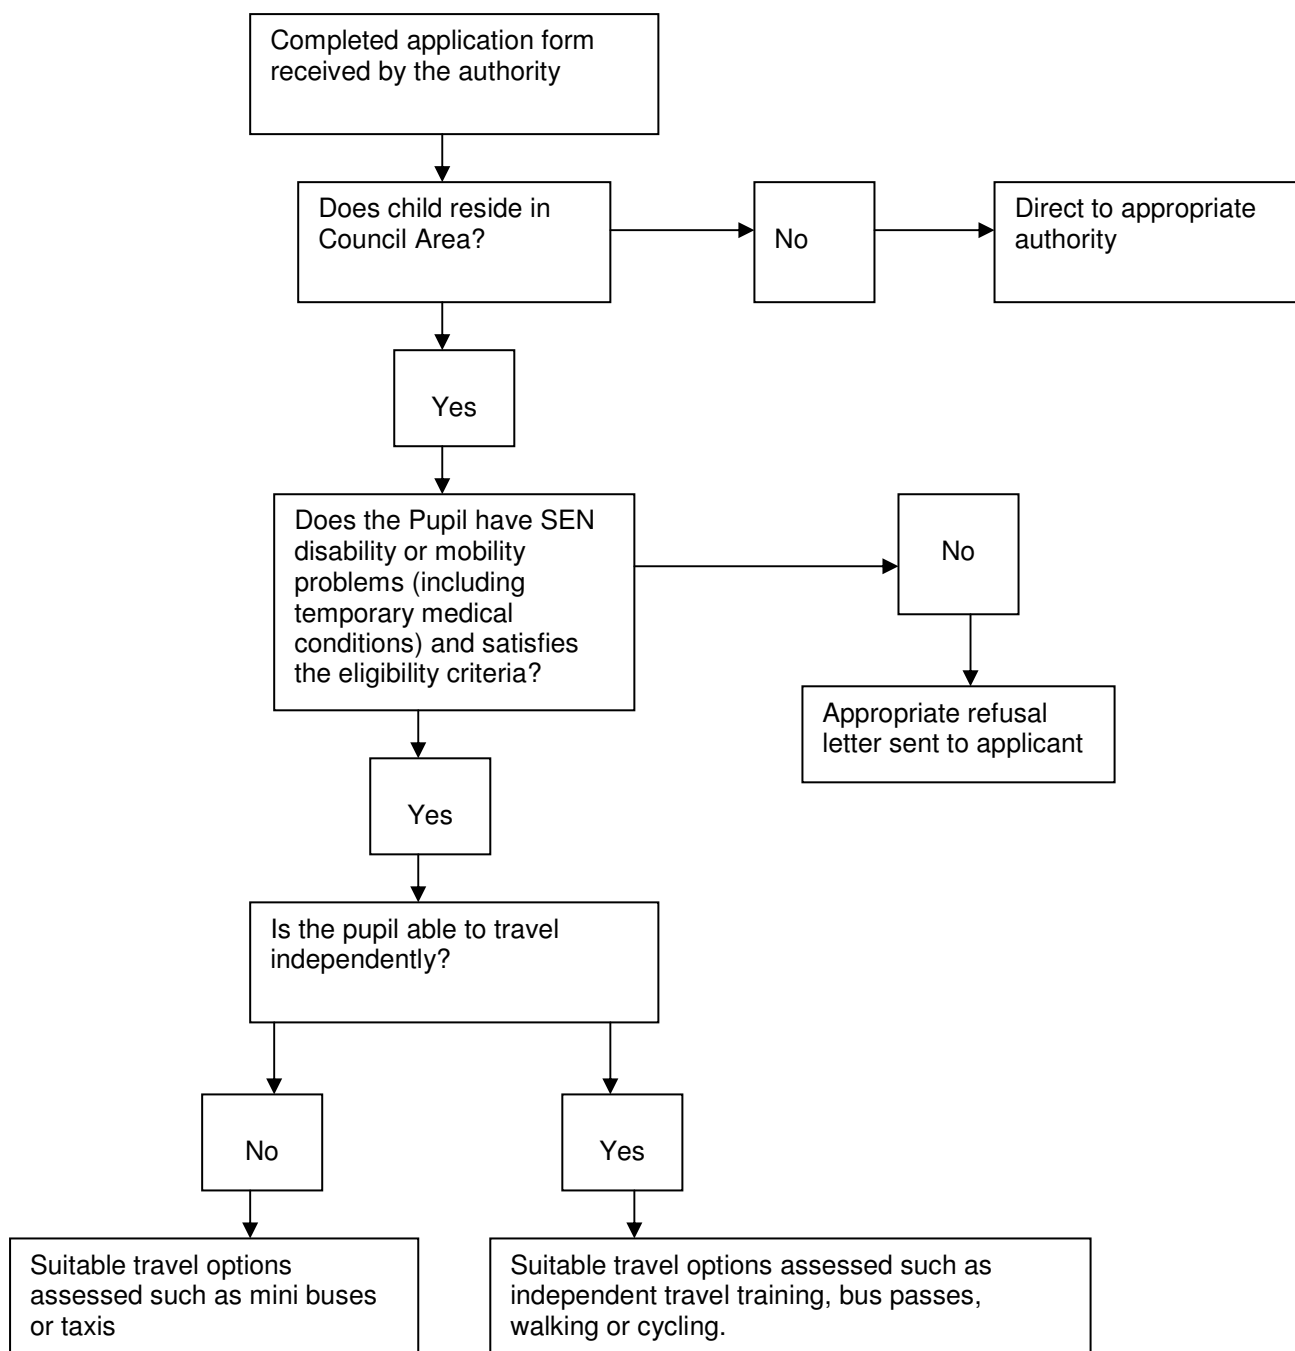 Completed application form
received by the authority
Does child reside in
Council Area?
No
Direct to appropriate
authority
Yes
Does the Pupil have SEN
disability or mobility
problems (including
temporary medical
conditions) and satisfies
the eligibility criteria?
No
Appropriate refusal
letter sent to applicant
Yes
Is the pupil able to travel
independently?
No
Yes
Suitable travel options
assessed such as mini buses
or taxis
Suitable travel options assessed such as
independent travel training, bus passes,
walking or cycling.